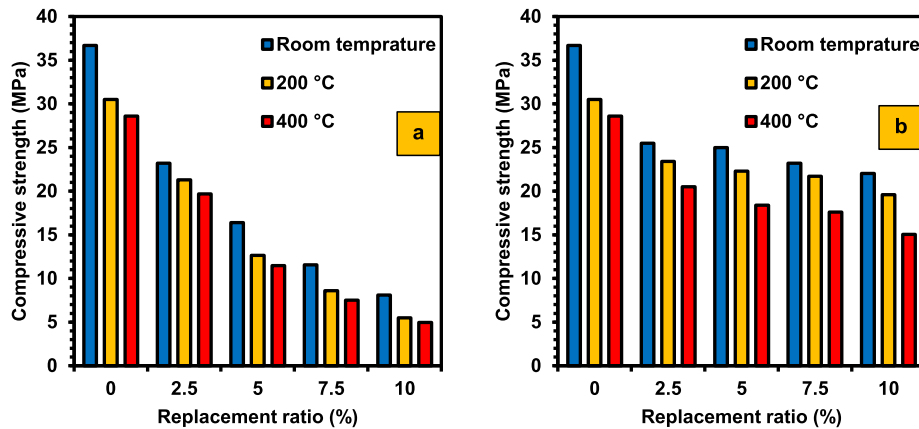 40
35
30
25
20
15
10
5
0
Compressive strength (MPa)
Room temprature
200 °C
400 °C
a
0 2.5 5 7.5 10
Replacement ratio (%)
40
35
30
25
20
15
10
5
0
Compressive strength (MPa)
Room temprature
200 °C
400 °C
b
0 2.5 5 7.5 10
Replacement ratio (%)